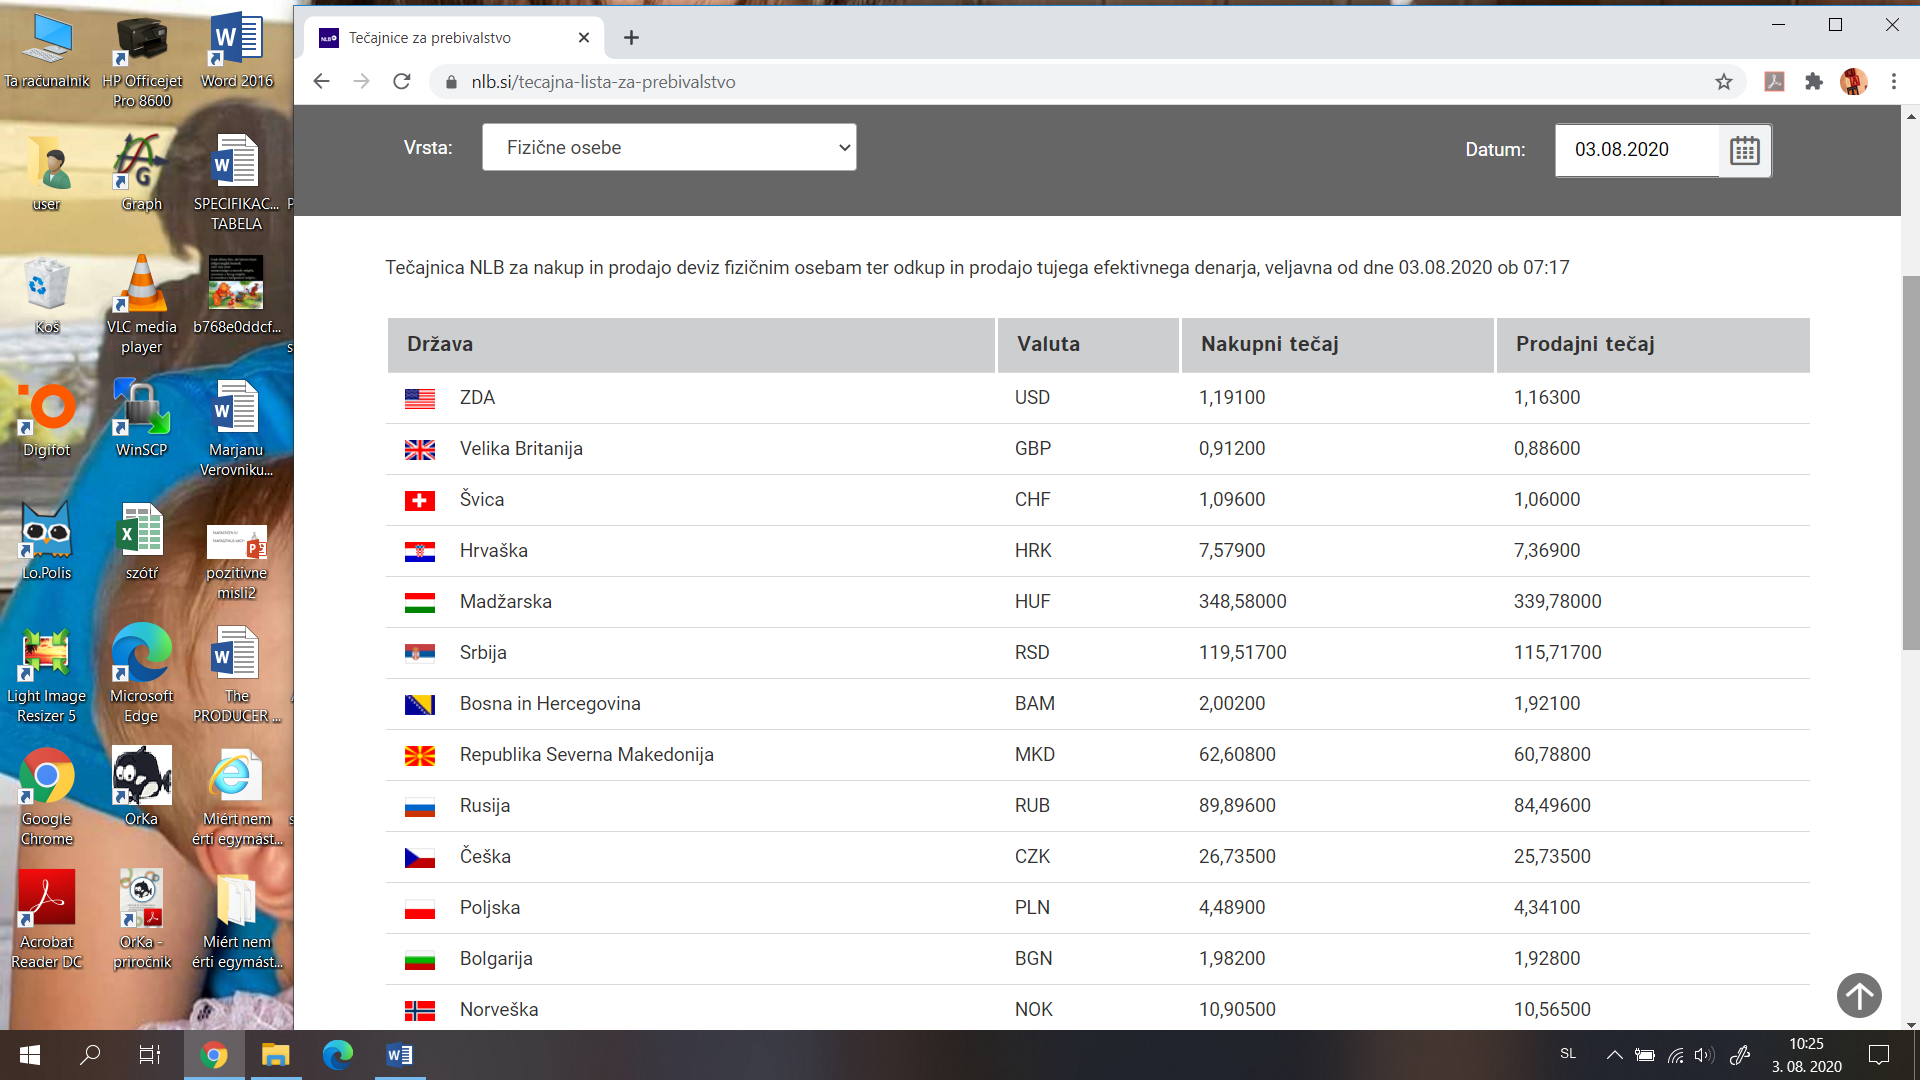 Ta računalnik
HP Officejet
Pro 8600
Word 2016
user
Graph
SPECIFIKAC...
TABELA
Koš
VLC media
player
b768e0ddcf...
Digifot
WinSCP
Marjanu
Verovniku...
Lo.Polis
pozitivne
misli2
Light Image
Resizer 5
Microsoft
Edge
The
PRODUCER ...
Google
Chrome
OrKa
Miért nem
érti egymást...
Acrobat
Reader DC
OrKa -
priročnik
Miért nem
érti egymást...
Tečajnice za prebivalstvo
nlb.si/tecajna-lista-za-prebivalstvo
Vrsta: Fizične osebe Datum: 03.08.2020
Tečajnica NLB za nakup in prodajo deviz fizičnim osebam ter odkup in prodajo tujega efektivnega denarja, veljavna od dne 03.08.2020 ob 07:17
Država Valuta Nakupni tečaj Prodajni tečaj
ZDA USD 1,19100 1,16300
Velika Britanija GBP 0,91200 0,88600
Švica CHF 1,09600 1,06000
Hrvaška HRK 7,57900 7,36900
Madžarska HUF 348,58000 339,78000
Srbija RSD 119,51700 115,71700
Bosna in Hercegovina BAM 2,00200 1,92100
Republika Severna Makedonija MKD 62,60800 60,78800
Rusija RUB 89,89600 84,49600
Češka CZK 26,73500 25,73500
Poljska PLN 4,48900 4,34100
Bolgarija BGN 1,98200 1,92800
Norveška NOK 10,90500 10,56500
SL
10:25
3. 08. 2020